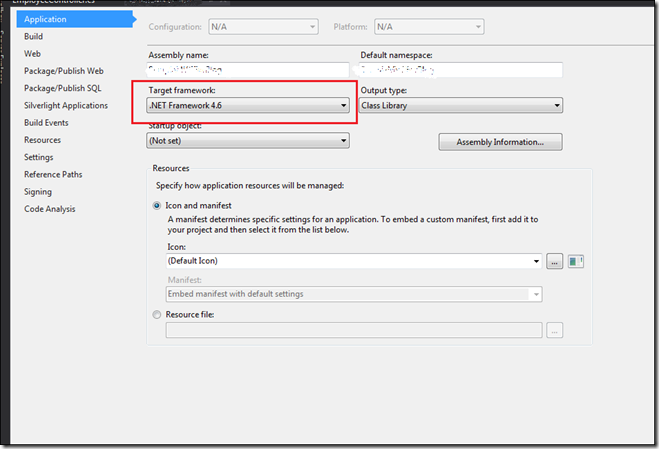 EmployeeController.cs
Application
Build
Web
Package/Publish Web
Package/Publish SQL
Silverlight Applications
Build Events
Resources
Settings
Reference Paths
Signing
Code Analysis
Configuration: N/A Platform: N/A
Assembly name: Default namespace:
Target framework: Output type:
.NET Framework 4.6 Class Library
Startup object:
(Not set) Assembly Information...
Resources
Specify how application resources will be managed:
Icon and manifest
A manifest determines specific settings for an application. To embed a custom manifest, first add it to
your project and then select it from the list below.
Icon:
(Default Icon) ...
Manifest:
Embed manifest with default settings
Resource file:
...